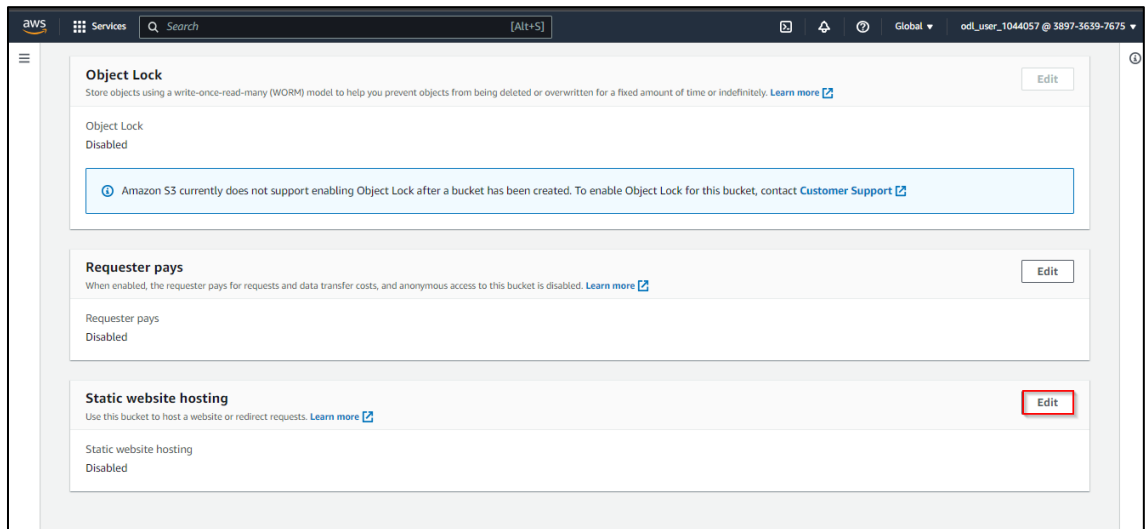 aws Services Search [Alt+S] Global odl_user_1044057 @ 3897-3639-7675
Object Lock
Edit
Store objects using a write-once-read-many (WORM) model to help you prevent objects from being deleted or overwritten for a fixed amount of time or indefinitely. Learn more
Object Lock
Disabled
Amazon S3 currently does not support enabling Object Lock after a bucket has been created. To enable Object Lock for this bucket, contact Customer Support
Requester pays
Edit
When enabled, the requester pays for requests and data transfer costs, and anonymous access to this bucket is disabled. Learn more
Requester pays
Disabled
Static website hosting
Edit
Use this bucket to host a website or redirect requests. Learn more
Static website hosting
Disabled